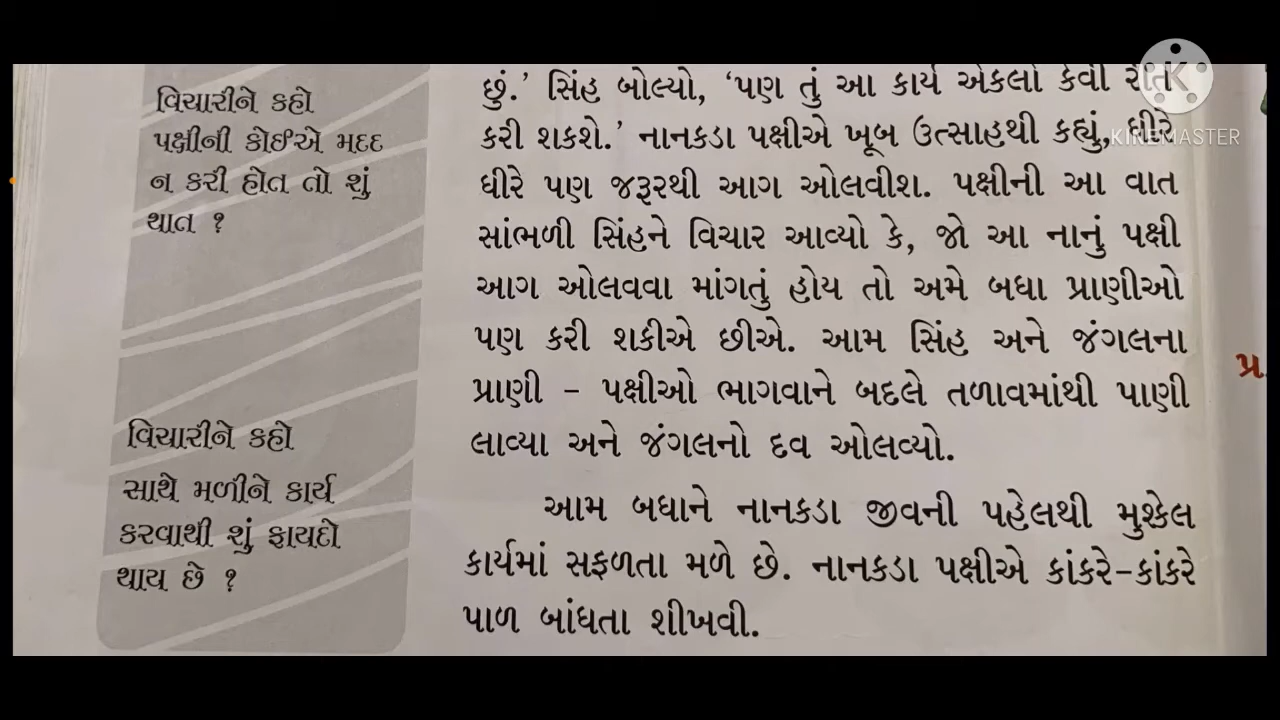 વિચારીને કહો
પક્ષીની કોઈએ મદદ
ન કરી હોત તો શું
થાત ?
વિચારીને કહો
સાથે મળીને કાર્ય
કરવાથી શું ફાયદો
થાય છે ?
છું.’ સિંહ બોલ્યો, ‘પણ તું આ કાર્ય એકલો કેવી રીતે
કરી શકશે.’ નાનકડા પક્ષીએ ખૂબ ઉત્સાહથી કહ્યું, ધીરે
ધીરે પણ જરૂરથી આગ ઓલવીશ. પક્ષીની આ વાત
સાંભળી સિંહને વિચાર આવ્યો કે, જો આ નાનું પક્ષી
આગ ઓલવવા માંગતું હોય તો અમે બધા પ્રાણીઓ
પણ કરી શકીએ છીએ. આમ સિંહ અને જંગલના
પ્રાણી – પક્ષીઓ ભાગવાને બદલે તળાવમાંથી પાણી
લાવ્યા અને જંગલનો દવ ઓલવ્યો.
આમ બધાને નાનકડા જીવની પહેલથી મુશ્કેલ
કાર્યમાં સફળતા મળે છે. નાનકડા પક્ષીએ કાંકરે–કાંકરે
પાળ બાંધતા શીખવી.
પ્ર.
K
KINEMASTER